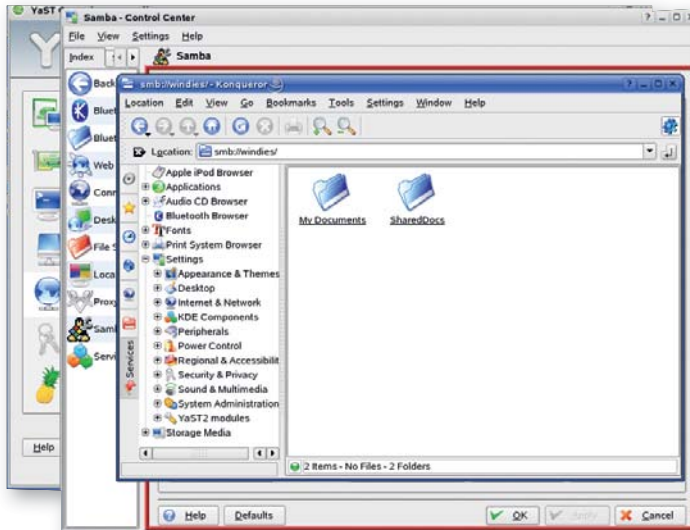 YaST
Samba - Control Center
File View Settings Help
Index
Samba
Back
Bluet
Bluet
Web
Conn
Desk
File S
Loca
Proxy
Samb
Servi
Help
smb://windies/ - Konqueror
Location Edit View Go Bookmarks Tools Settings Window Help
Location: smb://windies/
Services
Apple iPod Browser
Applications
Audio CD Browser
Bluetooth Browser
Fonts
Print System Browser
Settings
Appearance & Themes
Desktop
Internet & Network
KDE Components
Peripherals
Power Control
Regional & Accessibilit
Security & Privacy
Sound & Multimedia
System Administration
YaST2 modules
Storage Media
My Documents
SharedDocs
2 Items - No Files - 2 Folders
Help Defaults OK Apply Cancel